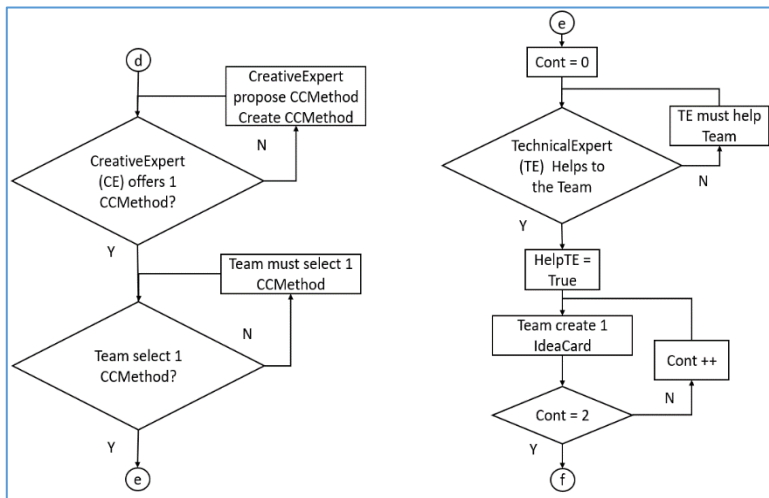 d
CreativeExpert
propose CCMethod
Create CCMethod
N
CreativeExpert
(CE) offers 1
CCMethod?
Y
Team must select 1
CCMethod
N
Team select 1
CCMethod?
Y
e
e
Cont = 0
TE must help
Team
TechnicalExpert
(TE) Helps to
the Team
N
Y
HelpTE =
True
Team create 1
IdeaCard
Cont ++
N
Cont = 2
Y
f